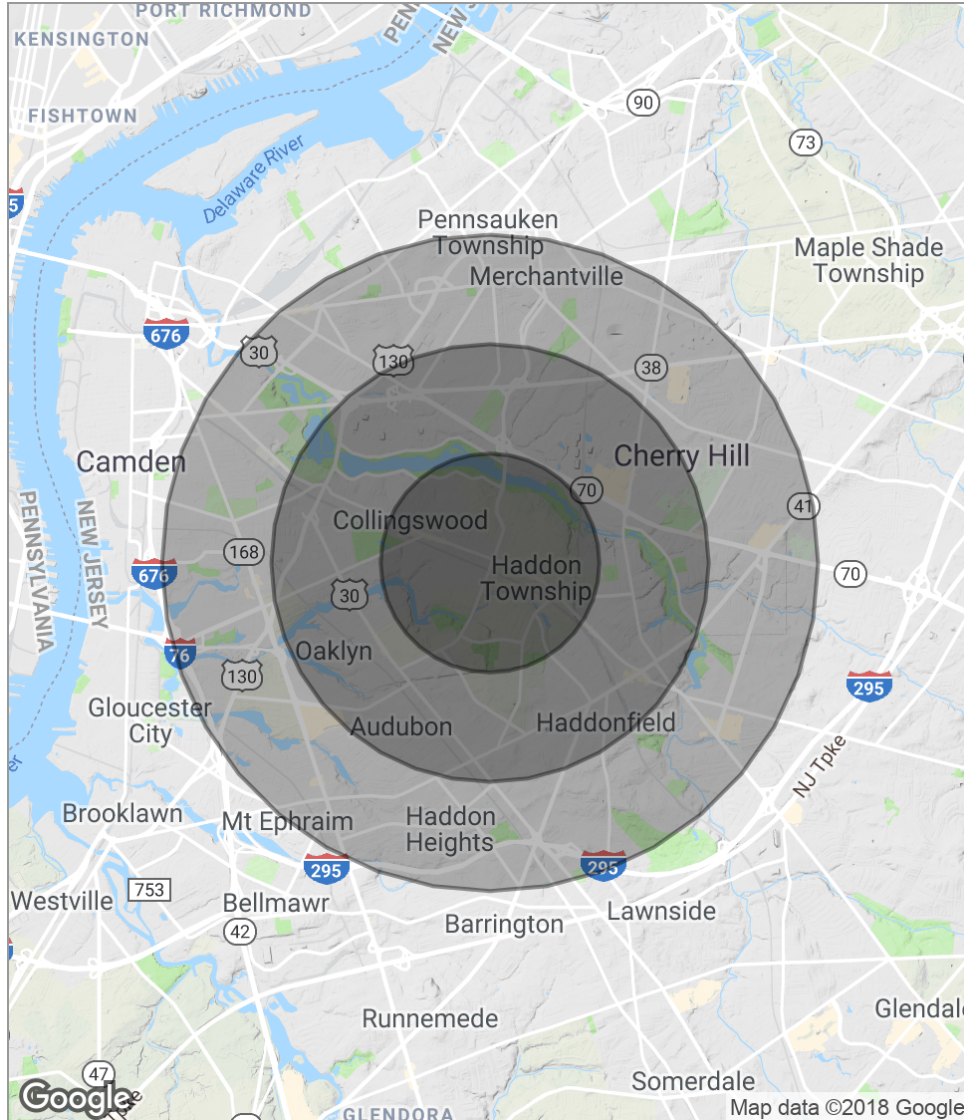 PORT RICHMOND
KENSINGTON
NEW
FISHTOWN
90
73
Delaware River
5
Pennsauken
Township
Maple Shade
Township
Merchantville
676
30
130
38
Camden
Cherry Hill
70
41
PENNSYLVANIA
NEW JERSEY
Collingswood
168
Haddon
Township
676
70
30
76
Oaklyn
130
295
Gloucester
City
Audubon
Haddonfield
NJ Tpke
Brooklawn
Mt Ephraim
Haddon
Heights
295
295
753
Westville
Bellmawr
Lawnside
42
Barrington
Runnemede
Glendale
47
Somerdale
Google
GLENDORA
Map data ©2018 Google